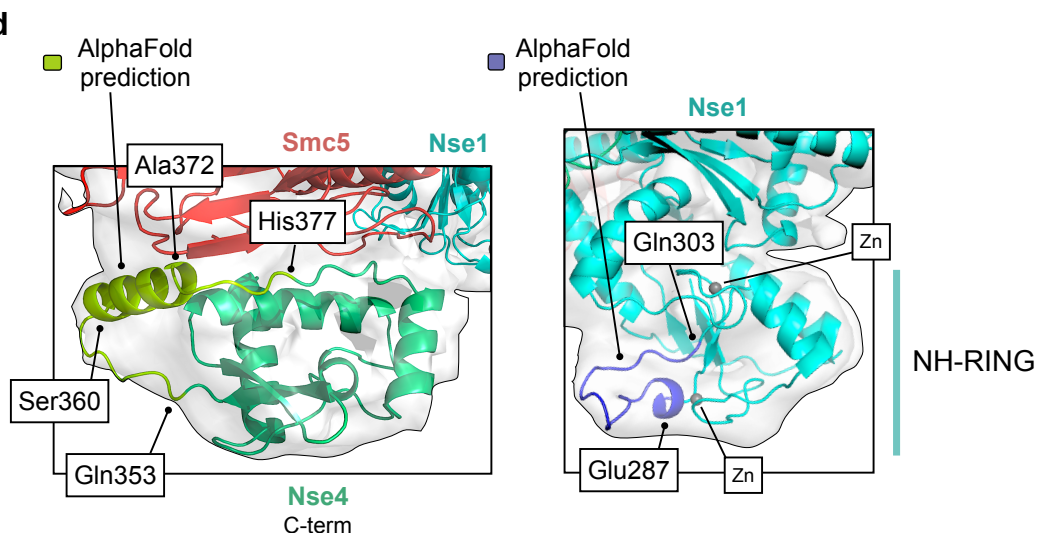 d
AlphaFold
prediction
Smc5
Nse1
Ala372
His377
Ser360
Gln353
Nse4
C-term
AlphaFold
prediction
Nse1
Gln303
Zn
NH-RING
Glu287
Zn